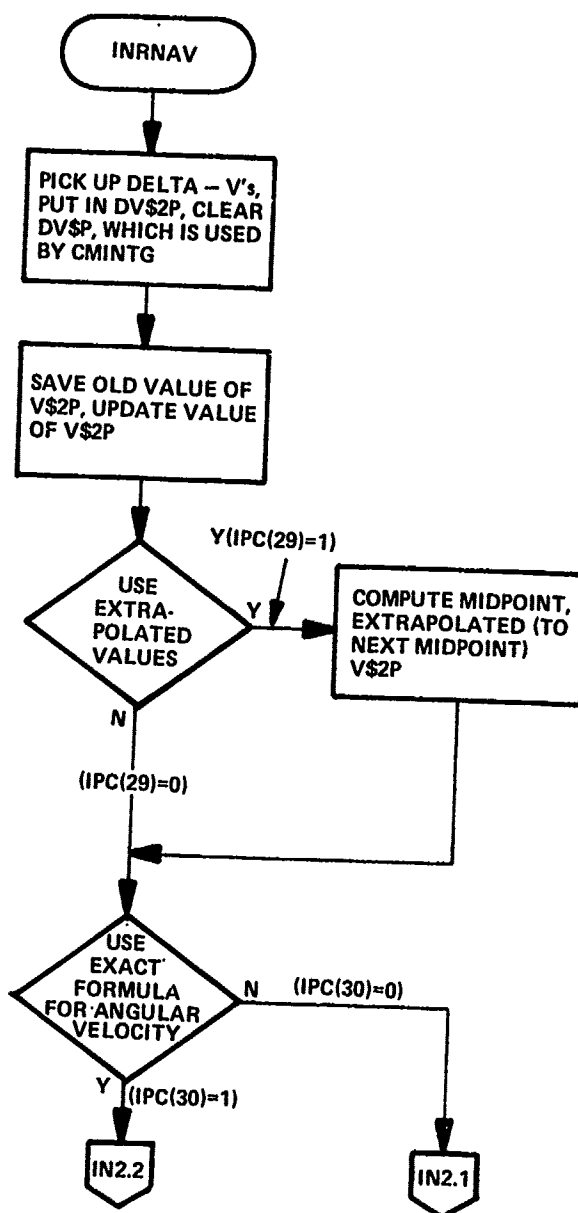 INRNAV
PICK UP DELTA – V's,
PUT IN DV$2P, CLEAR
DV$P, WHICH IS USED
BY CMINTG
SAVE OLD VALUE OF
V$2P, UPDATE VALUE
OF V$2P
Y(IPC(29)=1)
USE
EXTRA-
POLATED
VALUES
Y
N
COMPUTE MIDPOINT,
EXTRAPOLATED (TO
NEXT MIDPOINT)
V$2P
(IPC(29)=0)
USE
EXACT
FORMULA
FOR ANGULAR
VELOCITY
N
(IPC(30)=0)
Y
(IPC(30)=1)
IN2.2
IN2.1